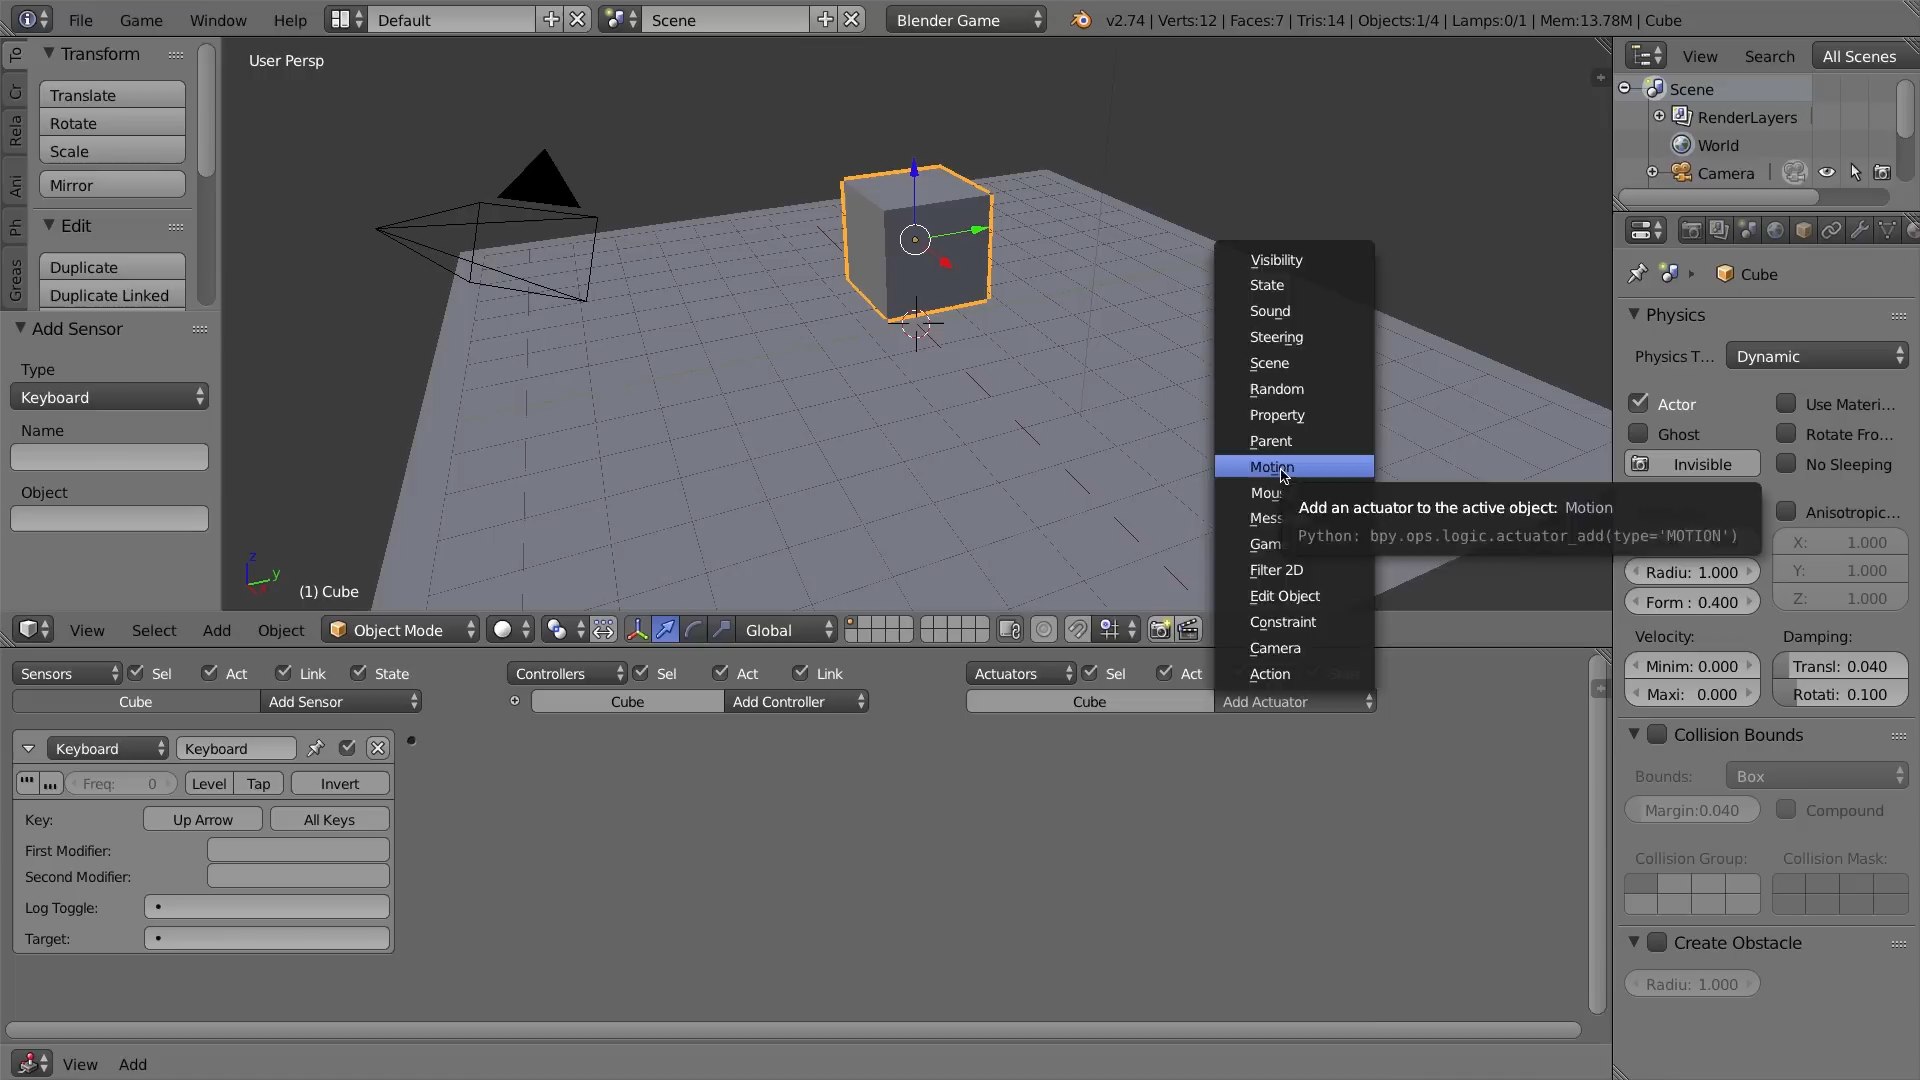 File Game Window Help Default Scene Blender Game v2.74 | Verts:12 | Faces:7 | Tris:14 | Objects:1/4 | Lamps:0/1 | Mem:13.78M | Cube
To
Cr
Rela
Ani
Ph
Greas
Transform
Translate
Rotate
Scale
Mirror
Edit
Duplicate
Duplicate Linked
Add Sensor
Type
Keyboard
Name
Object
User Persp
z
y
(1) Cube
Visibility
State
Sound
Steering
Scene
Random
Property
Parent
Motion
Mou
Mess
Gam
Filter 2D
Edit Object
Constraint
Camera
Action
Add an actuator to the active object: Motion
Python: bpy.ops.logic.actuator_add(type='MOTION')
View Select Add Object Object Mode Global
View Search All Scenes
Scene
RenderLayers
World
Camera
Cube
Physics
Physics T... Dynamic
Actor Use Materi...
Ghost Rotate Fro...
Invisible No Sleeping
Anisotropic...
X: 1.000
Radiu: 1.000 Y: 1.000
Form : 0.400 Z: 1.000
Velocity: Damping:
Minim: 0.000 Transl: 0.040
Maxi: 0.000 Rotati: 0.100
Collision Bounds
Bounds: Box
Margin:0.040 Compound
Collision Group: Collision Mask:
Create Obstacle
Radiu: 1.000
Sensors Sel Act Link State Controllers Sel Act Link Actuators Sel Act
Cube Add Sensor Cube Add Controller Cube Add Actuator
Keyboard Keyboard
Freq: 0 Level Tap Invert
Key: Up Arrow All Keys
First Modifier:
Second Modifier:
Log Toggle:
Target:
View Add